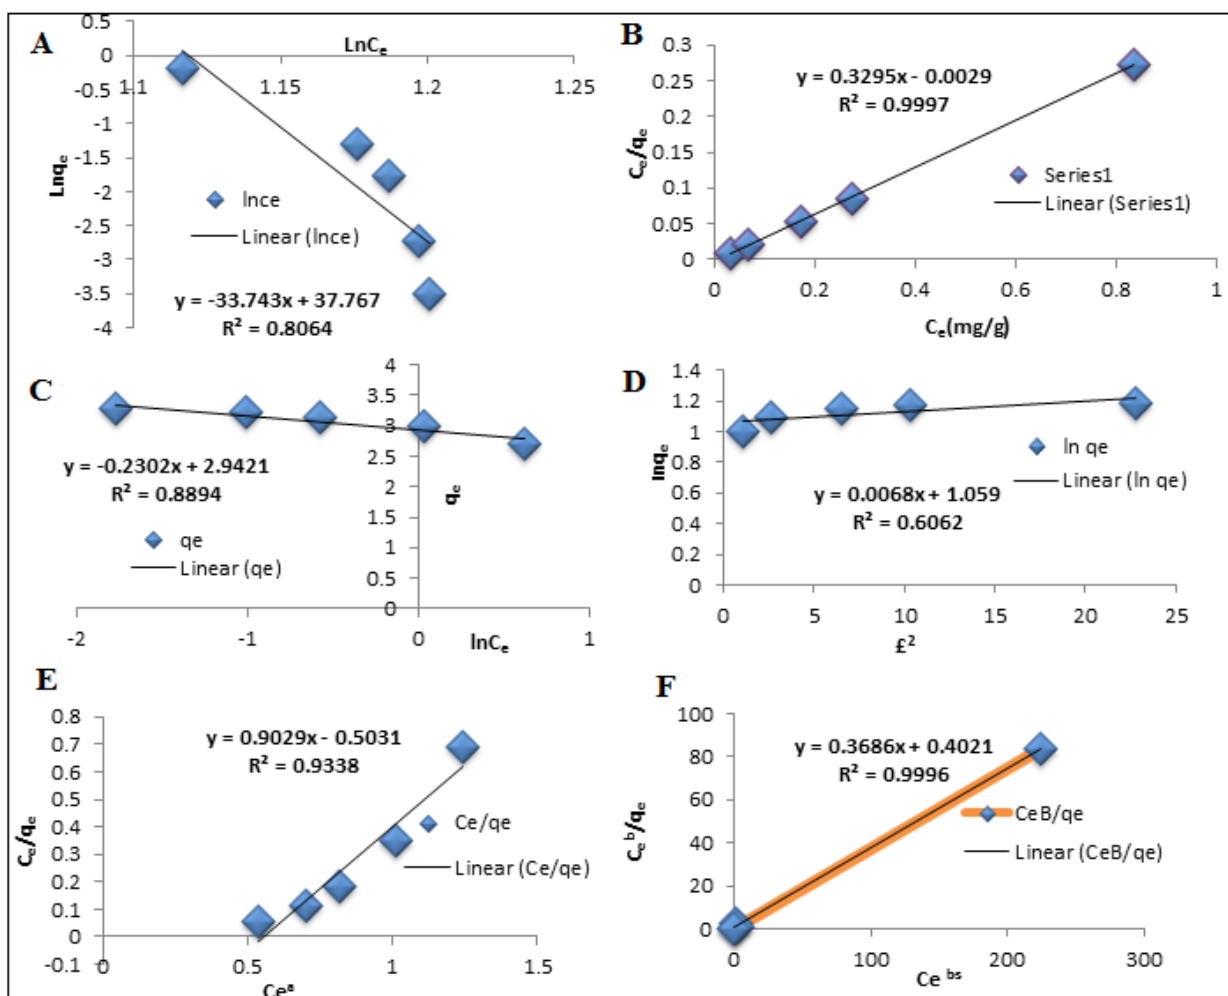 A
LnCe
0.5
0
-0.5
-1
-1.5
-2
-2.5
-3
-3.5
-4
1.1
1.15
1.2
1.25
Lnqe
lnce
Linear (lnce)
y = -33.743x + 37.767
R² = 0.8064
B
0.3
0.25
0.2
0.15
0.1
0.05
0
Ce/qe
y = 0.3295x - 0.0029
R² = 0.9997
Series1
Linear (Series1)
0
0.2
0.4
0.6
0.8
1
Ce(mg/g)
C
4
3.5
3
2.5
2
1.5
1
0.5
0
y = -0.2302x + 2.9421
R² = 0.8894
qe
qe
Linear (qe)
-2
-1
0
1
lnCe
D
1.4
1.2
1
0.8
0.6
0.4
0.2
0
lnqe
ln qe
Linear (ln qe)
y = 0.0068x + 1.059
R² = 0.6062
0
5
10
15
20
25
£²
E
0.8
0.7
0.6
0.5
0.4
0.3
0.2
0.1
0
-0.1
Ce/qe
y = 0.9029x - 0.5031
R² = 0.9338
Ce/qe
Linear (Ce/qe)
0
0.5
1
1.5
Ceᵃ
F
100
80
60
40
20
0
Ceᵇ/qe
y = 0.3686x + 0.4021
R² = 0.9996
CeB/qe
Linear (CeB/qe)
0
100
200
300
Ce ᵇˢ